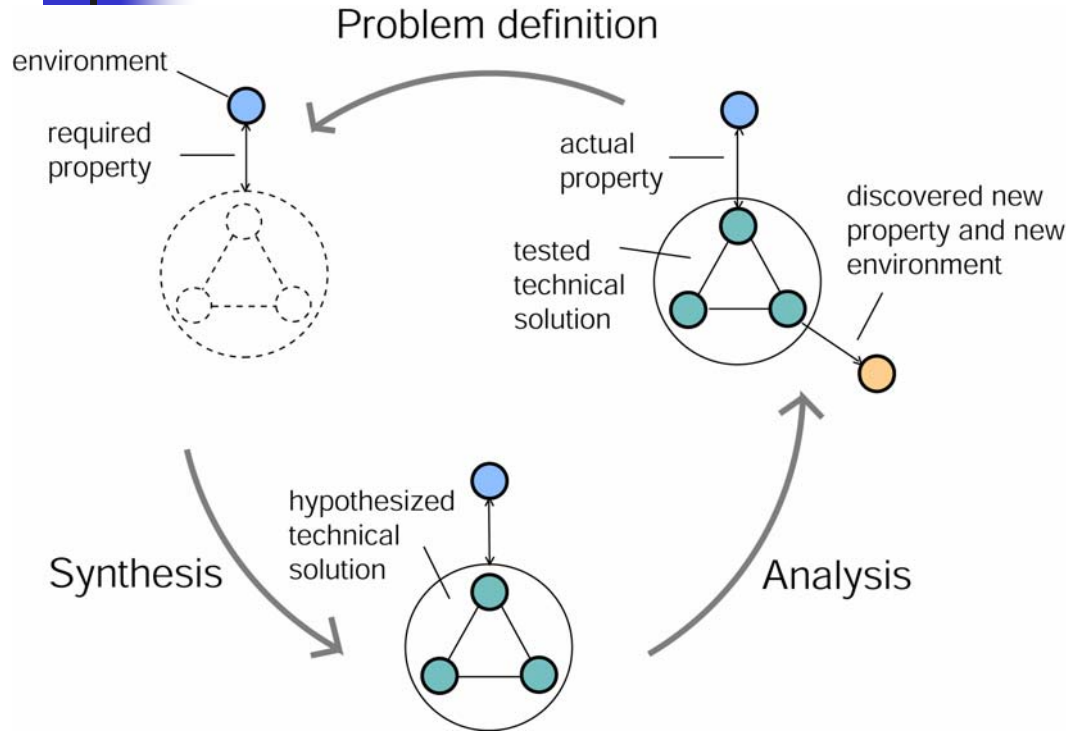 Problem definition
environment
required
property
actual
property
discovered new
property and new
environment
tested
technical
solution
hypothesized
technical
solution
Synthesis
Analysis